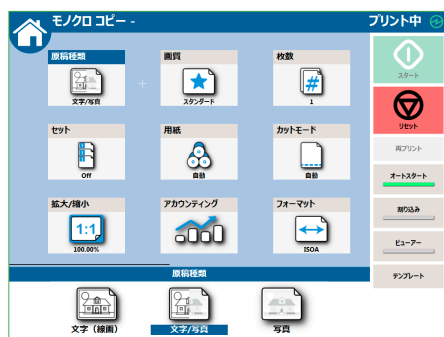 モノクロ コピー -
プリント中
原稿種類
文字/写真
画質
スタンダード
枚数
#
1
スタート
リセット
セット
Off
用紙
自動
カットモード
自動
再プリント
オートスタート
拡大/縮小
1:1
100.00%
アカウンティング
フォーマット
ISOA
割り込み
ビューアー
テンプレート
原稿種類
文字（線画）
文字/写真
写真